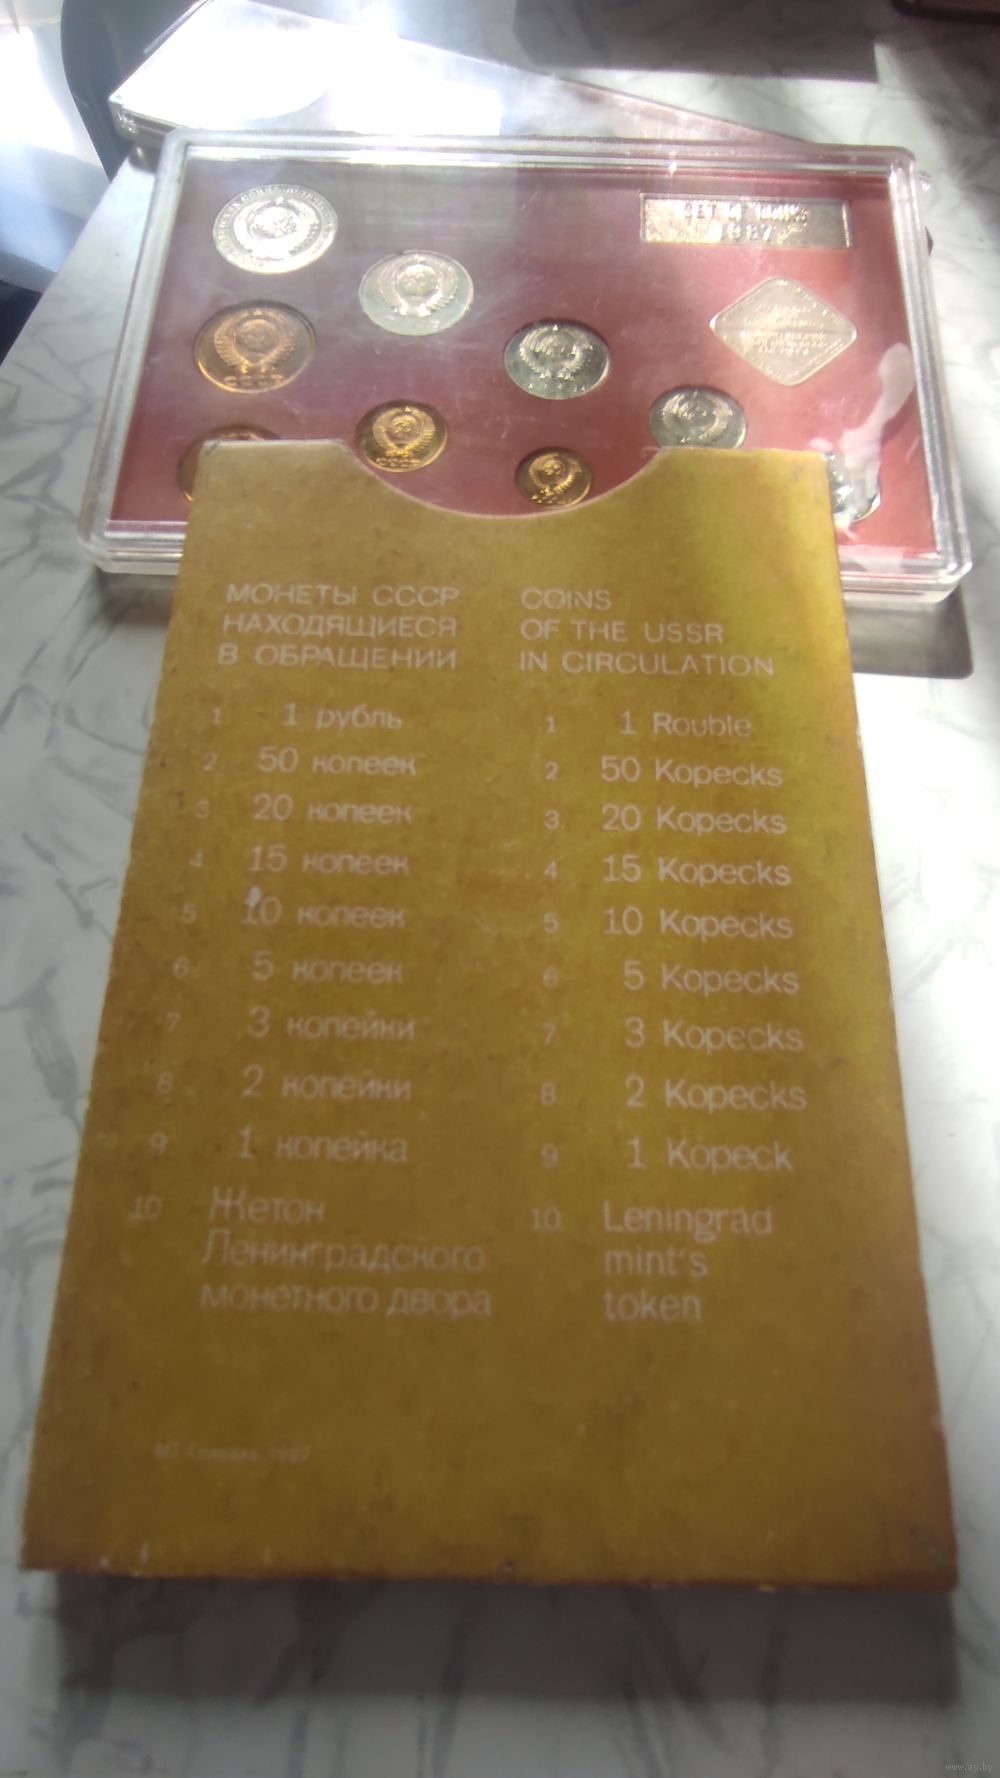 МОНЕТЫ СССР
НАХОДЯЩИЕСЯ
В ОБРАЩЕНИИ
1 1 рубль
2 50 копеек
3 20 копеек
4 15 копеек
5 10 копеек
6 5 копеек
7 3 копейки
8 2 копейки
9 1 копейка
10 Жетон
Ленинградского
монетного двора
COINS
OF THE USSR
IN CIRCULATION
1 1 Rouble
2 50 Kopecks
3. 20 Kopecks
4 15 Kopecks
5 10 Kopecks
6 5 Kopecks
7. 3 Kopecks
8. 2 Kopecks
9 1 Kopeck
10. Leningrad
mint's
token
www.ay.by